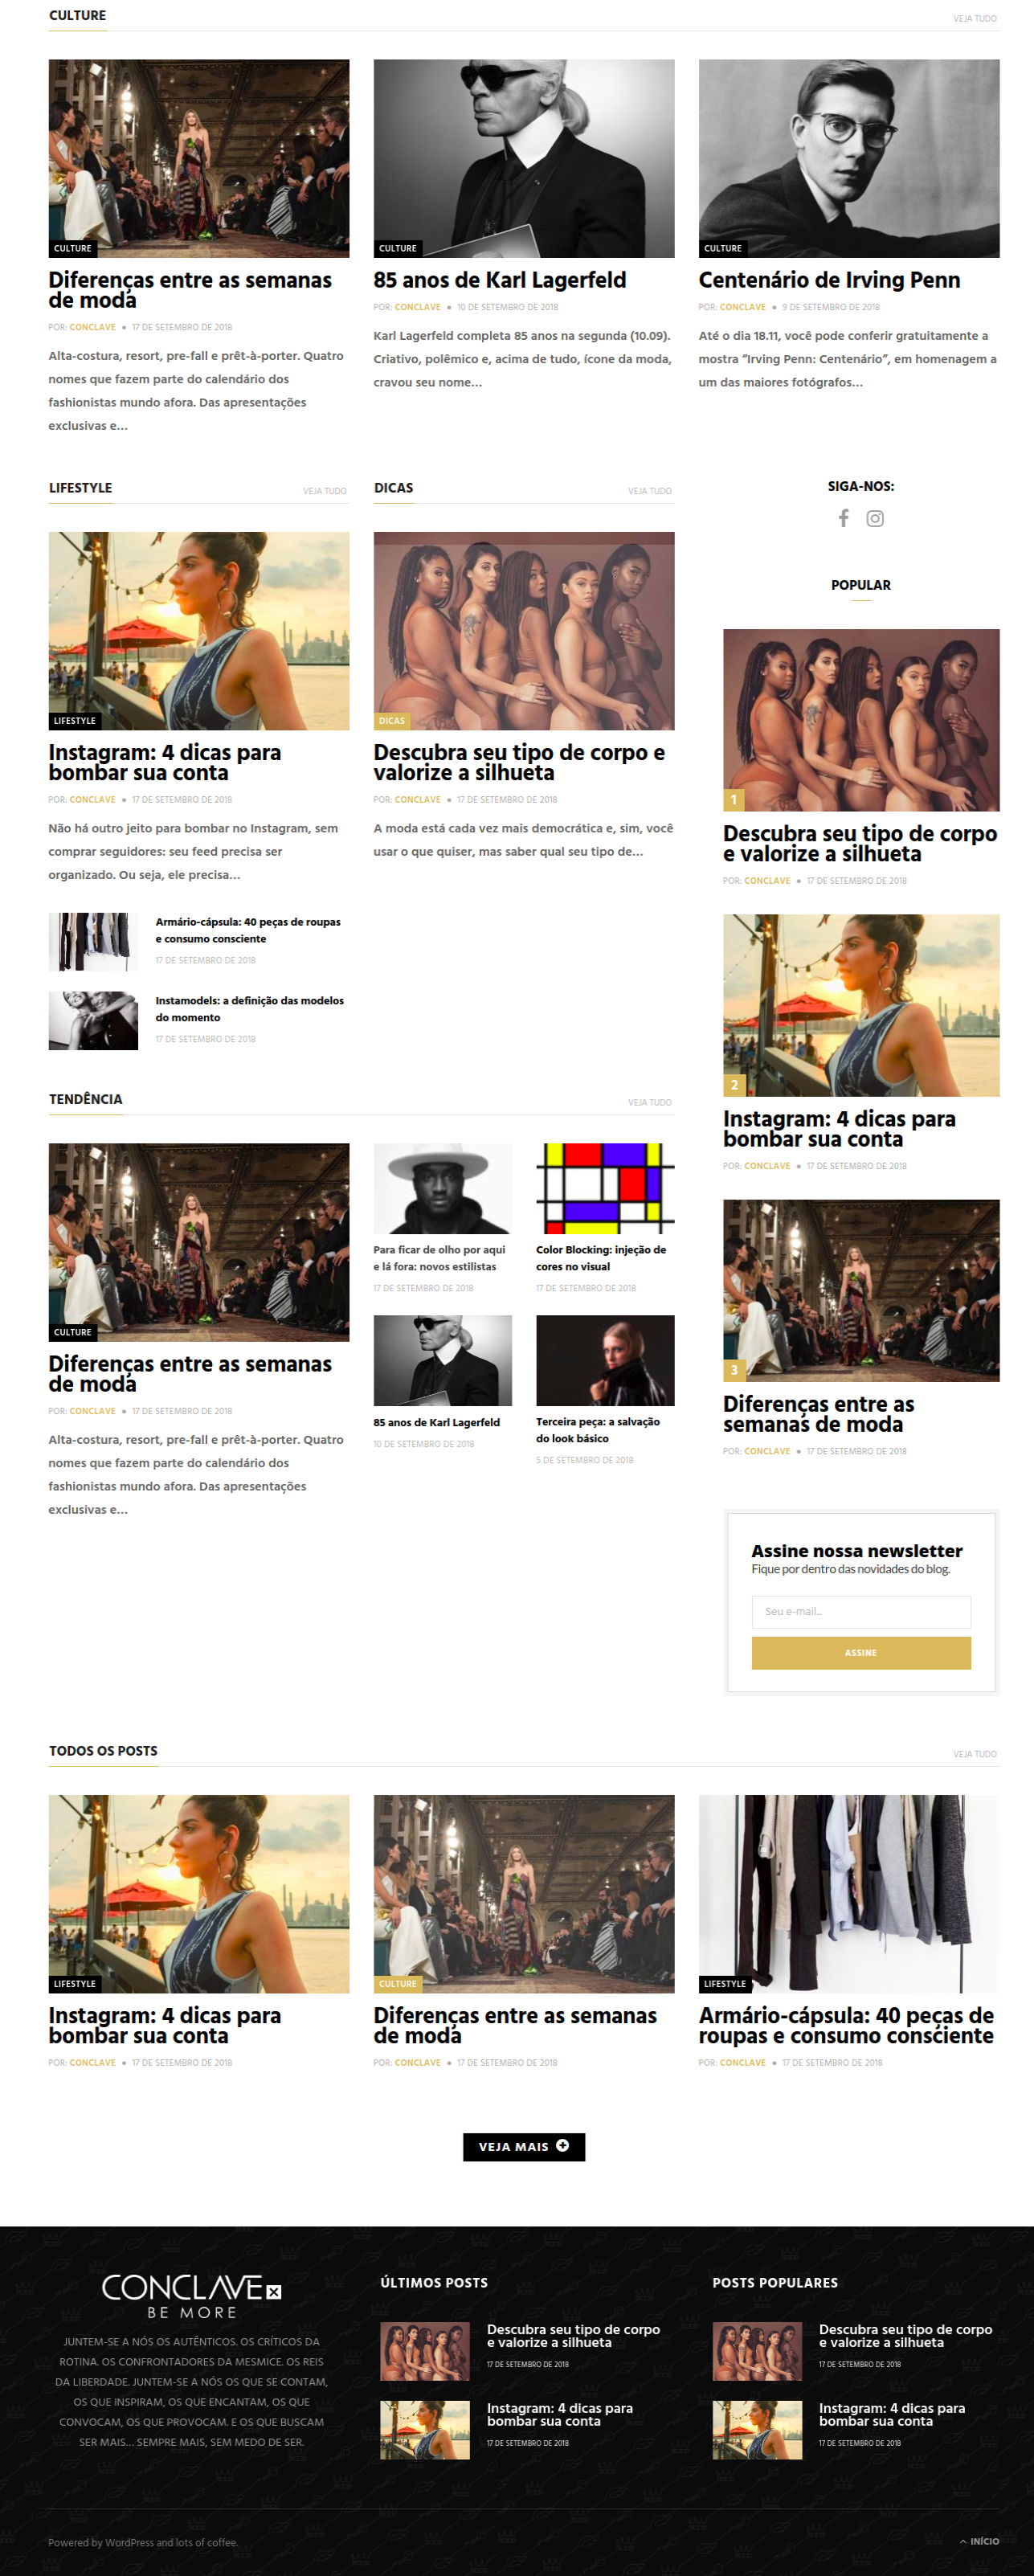 CULTURE
VEJA TUDO
CULTURE
Diferenças entre as semanas
de moda
POR: CONCLAVE ● 17 DE SETEMBRO DE 2018
Alta-costura, resort, pre-fall e prêt-à-porter. Quatro
nomes que fazem parte do calendário dos
fashionistas mundo afora. Das apresentações
exclusivas e...
CULTURE
85 anos de Karl Lagerfeld
POR: CONCLAVE ● 10 DE SETEMBRO DE 2018
Karl Lagerfeld completa 85 anos na segunda (10.09).
Criativo, polêmico e, acima de tudo, ícone da moda,
cravou seu nome...
CULTURE
Centenário de Irving Penn
POR: CONCLAVE ● 9 DE SETEMBRO DE 2018
Até o dia 18.11, você pode conferir gratuitamente a
mostra “Irving Penn: Centenário”, em homenagem a
um das maiores fotógrafos...
LIFESTYLE
VEJA TUDO
LIFESTYLE
Instagram: 4 dicas para
bombar sua conta
POR: CONCLAVE ● 17 DE SETEMBRO DE 2018
Não há outro jeito para bombar no Instagram, sem
comprar seguidores: seu feed precisa ser
organizado. Ou seja, ele precisa...
Armário-cápsula: 40 peças de roupas
e consumo consciente
17 DE SETEMBRO DE 2018
Instamodels: a definição das modelos
do momento
17 DE SETEMBRO DE 2018
DICAS
VEJA TUDO
DICAS
Descubra seu tipo de corpo e
valorize a silhueta
POR: CONCLAVE ● 17 DE SETEMBRO DE 2018
A moda está cada vez mais democrática e, sim, você
usar o que quiser, mas saber qual seu tipo de...
TENDÊNCIA
VEJA TUDO
CULTURE
Diferenças entre as semanas
de moda
POR: CONCLAVE ● 17 DE SETEMBRO DE 2018
Alta-costura, resort, pre-fall e prêt-à-porter. Quatro
nomes que fazem parte do calendário dos
fashionistas mundo afora. Das apresentações
exclusivas e...
Para ficar de olho por aqui
e lá fora: novos estilistas
17 DE SETEMBRO DE 2018
Color Blocking: injeção de
cores no visual
17 DE SETEMBRO DE 2018
85 anos de Karl Lagerfeld
10 DE SETEMBRO DE 2018
Terceira peça: a salvação
do look básico
5 DE SETEMBRO DE 2018
SIGA-NOS:
POPULAR
1
Descubra seu tipo de corpo
e valorize a silhueta
POR: CONCLAVE ● 17 DE SETEMBRO DE 2018
2
Instagram: 4 dicas para
bombar sua conta
POR: CONCLAVE ● 17 DE SETEMBRO DE 2018
3
Diferenças entre as
semanas de moda
POR: CONCLAVE ● 17 DE SETEMBRO DE 2018
Assine nossa newsletter
Fique por dentro das novidades do blog.
Seu e-mail...
ASSINE
TODOS OS POSTS
VEJA TUDO
LIFESTYLE
Instagram: 4 dicas para
bombar sua conta
POR: CONCLAVE ● 17 DE SETEMBRO DE 2018
CULTURE
Diferenças entre as semanas
de moda
POR: CONCLAVE ● 17 DE SETEMBRO DE 2018
LIFESTYLE
Armário-cápsula: 40 peças de
roupas e consumo consciente
POR: CONCLAVE ● 17 DE SETEMBRO DE 2018
VEJA MAIS
CONCLAVE X
BE MORE
JUNTEM-SE A NÓS OS AUTÊNTICOS. OS CRÍTICOS DA
ROTINA. OS CONFRONTADORES DA MESMICE. OS REIS
DA LIBERDADE. JUNTEM-SE A NÓS OS QUE SE CONTAM,
OS QUE INSPIRAM, OS QUE ENCANTAM, OS QUE
CONVOCAM, OS QUE PROVOCAM. E OS QUE BUSCAM
SER MAIS... SEMPRE MAIS, SEM MEDO DE SER.
ÚLTIMOS POSTS
Descubra seu tipo de corpo
e valorize a silhueta
17 DE SETEMBRO DE 2018
Instagram: 4 dicas para
bombar sua conta
17 DE SETEMBRO DE 2018
POSTS POPULARES
Descubra seu tipo de corpo
e valorize a silhueta
17 DE SETEMBRO DE 2018
Instagram: 4 dicas para
bombar sua conta
17 DE SETEMBRO DE 2018
Powered by WordPress and lots of coffee.
INÍCIO